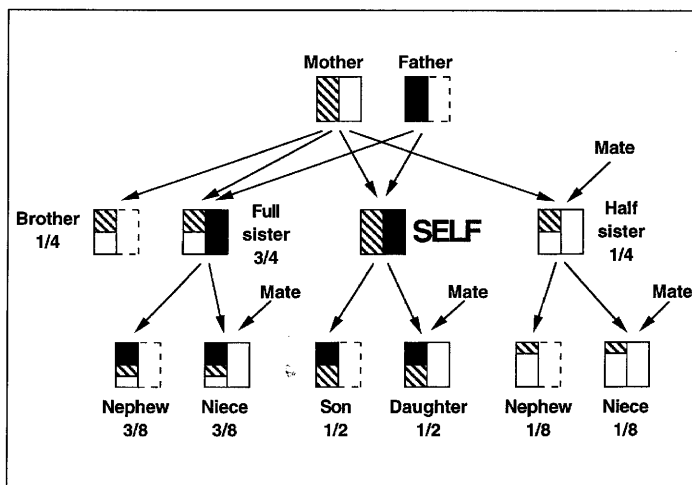 Mother Father
Mate
Brother
1/4
Full
sister
3/4
SELF
Half
sister
1/4
Mate
Mate
Mate
Nephew
3/8
Niece
3/8
Son
1/2
Daughter
1/2
Nephew
1/8
Niece
1/8